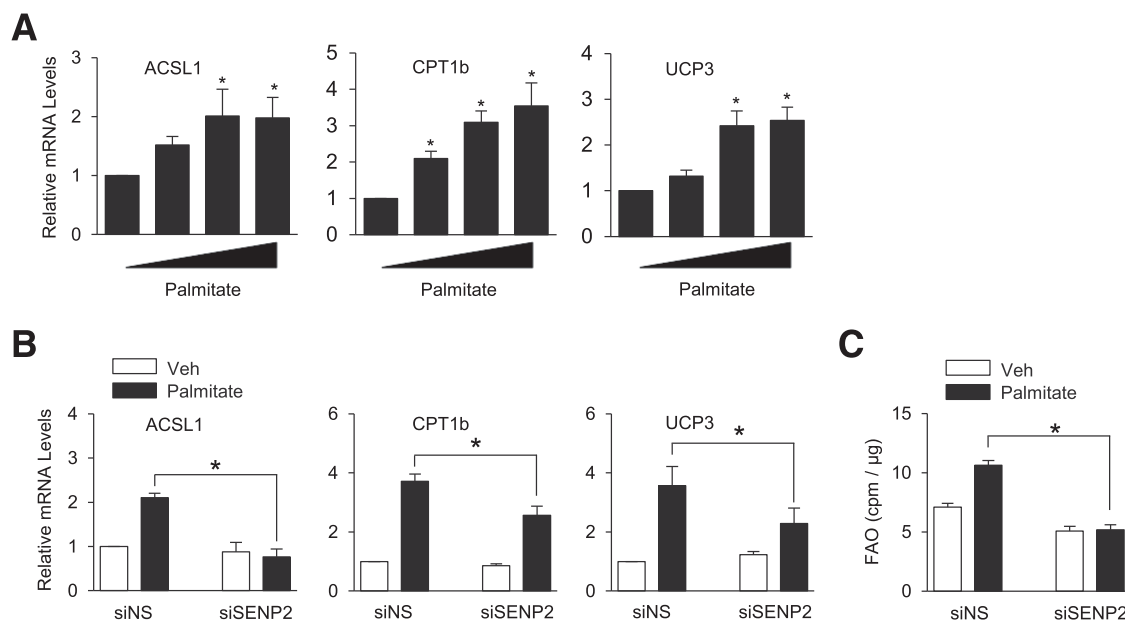 A
Relative mRNA Levels
ACSL1
3
2
1
0
*
*
Palmitate
CPT1b
5
4
3
2
1
0
*
*
*
Palmitate
UCP3
4
3
2
1
0
*
*
Palmitate
B
Veh
Palmitate
Relative mRNA Levels
ACSL1
4
3
2
1
0
*
siNS
siSENP2
CPT1b
6
4
2
0
*
siNS
siSENP2
UCP3
6
4
2
0
*
siNS
siSENP2
C
Veh
Palmitate
FAO (cpm / µg)
15
10
5
0
*
siNS
siSENP2